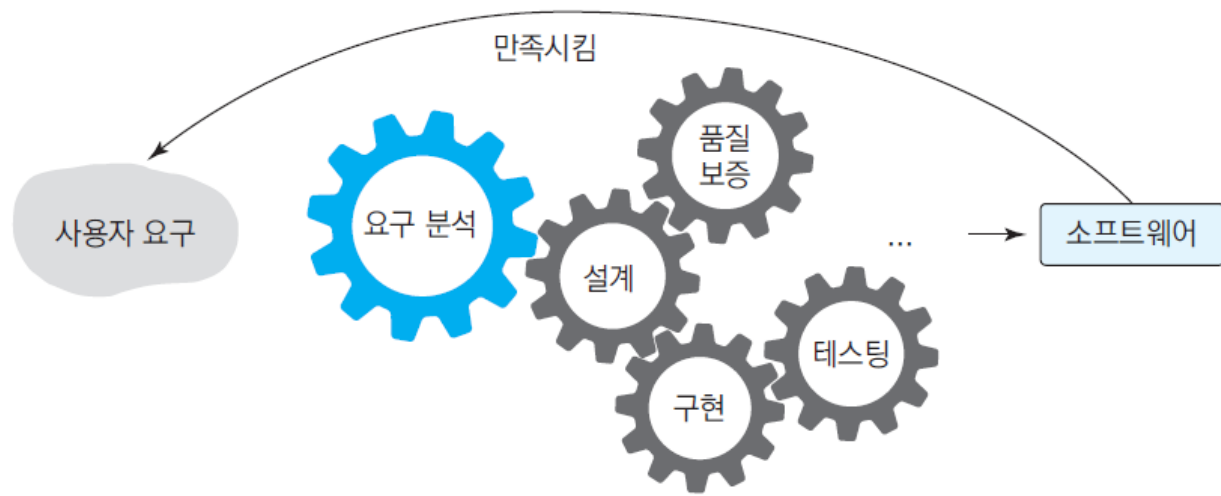 만족시킴
사용자 요구
요구 분석
품질
보증
설계
구현
테스팅
...
소프트웨어